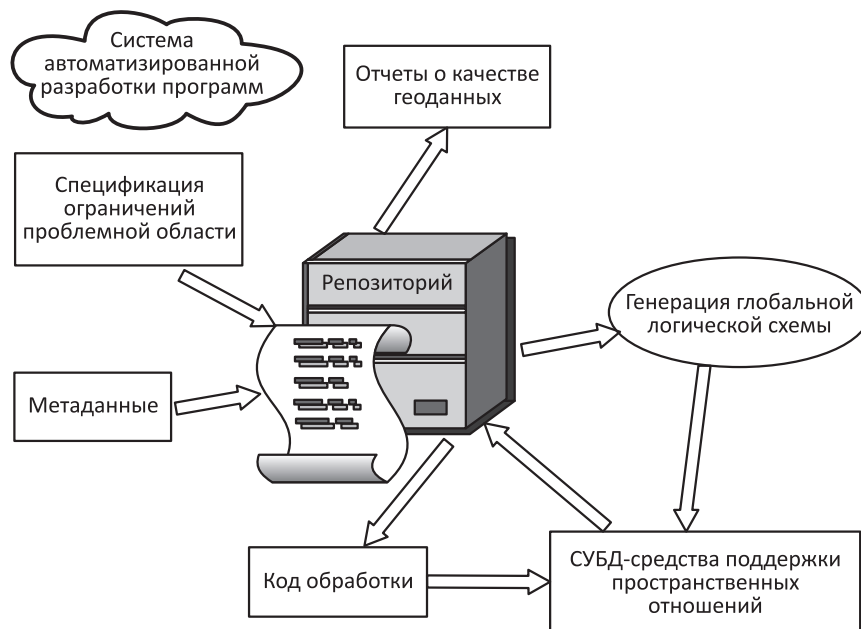 Система
автоматизированной
разработки программ
Отчеты о качестве
геоданных
Спецификация
ограничений
проблемной области
Репозиторий
Генерация глобальной
логической схемы
Метаданные
Код обработки
СУБД-средства поддержки
пространственных
отношений